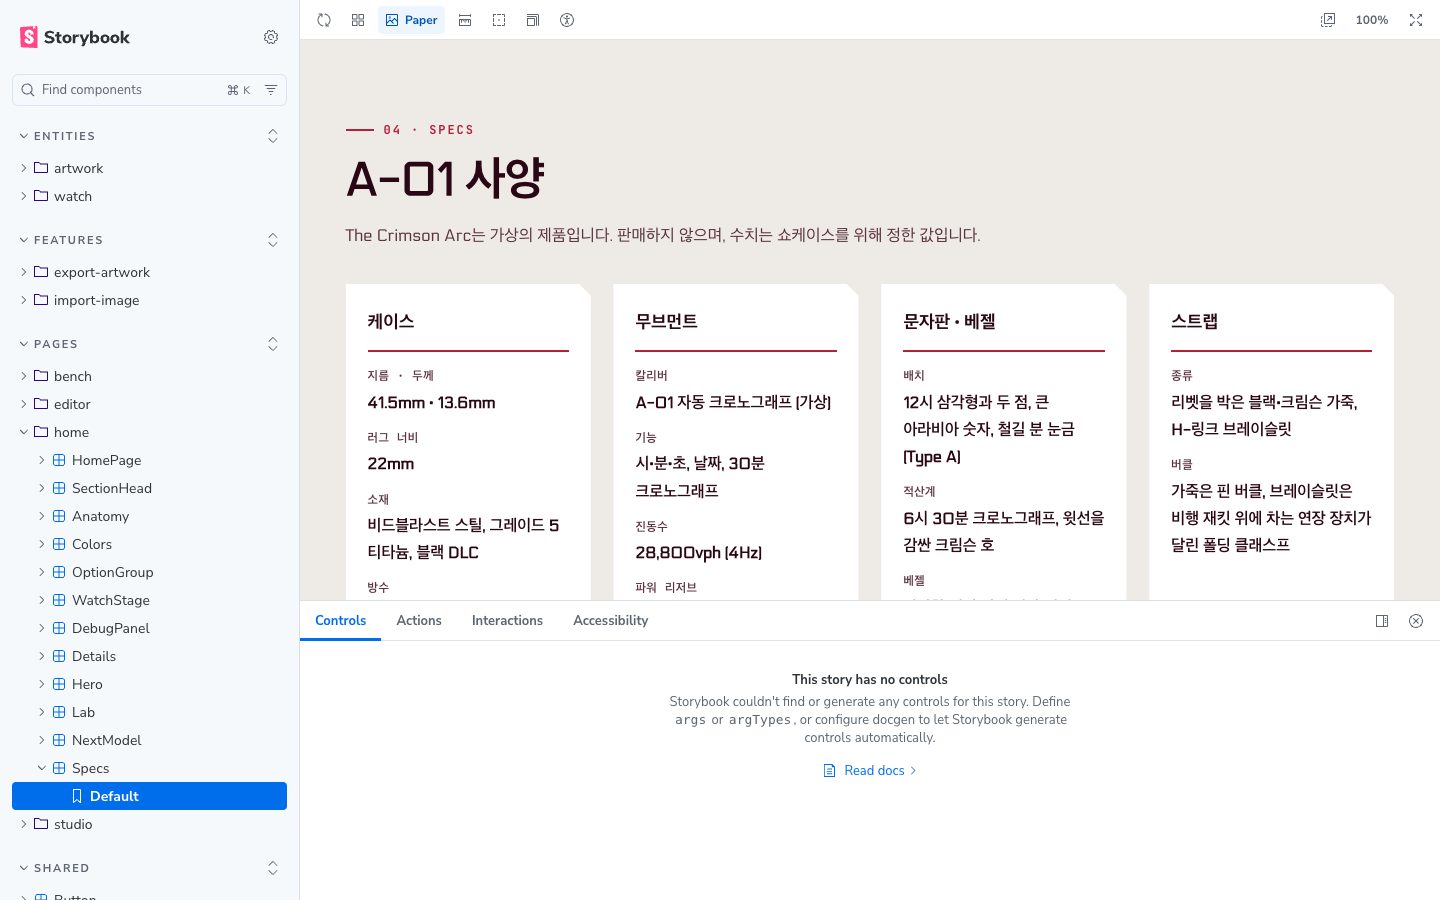 Storybook
Find components
⌘ K
ENTITIES
artwork
watch
FEATURES
export-artwork
import-image
PAGES
bench
editor
home
HomePage
SectionHead
Anatomy
Colors
OptionGroup
WatchStage
DebugPanel
Details
Hero
Lab
NextModel
Specs
Default
studio
SHARED
Button
Paper
100%
04 · SPECS
A-01 사양
The Crimson Arc는 가상의 제품입니다. 판매하지 않으며, 수치는 쇼케이스를 위해 정한 값입니다.
케이스
지름 · 두께
41.5mm • 13.6mm
러그 너비
22mm
소재
비드블라스트 스틸, 그레이드 5
티타늄, 블랙 DLC
방수
무브먼트
칼리버
A-01 자동 크로노그래프 (가상)
기능
시•분•초, 날짜, 30분
크로노그래프
진동수
28,800vph (4Hz)
파워 리저브
문자판 • 베젤
배치
12시 삼각형과 두 점, 큰
아라비아 숫자, 철길 분 눈금
(Type A)
적산계
6시 30분 크로노그래프, 윗선을
감싼 크림슨 호
베젤
스트랩
종류
리벳을 박은 블랙•크림슨 가죽,
H-링크 브레이슬릿
버클
가죽은 핀 버클, 브레이슬릿은
비행 재킷 위에 차는 연장 장치가
달린 폴딩 클래스프
Controls
Actions
Interactions
Accessibility
This story has no controls
Storybook couldn't find or generate any controls for this story. Define
args or argTypes, or configure docgen to let Storybook generate
controls automatically.
Read docs